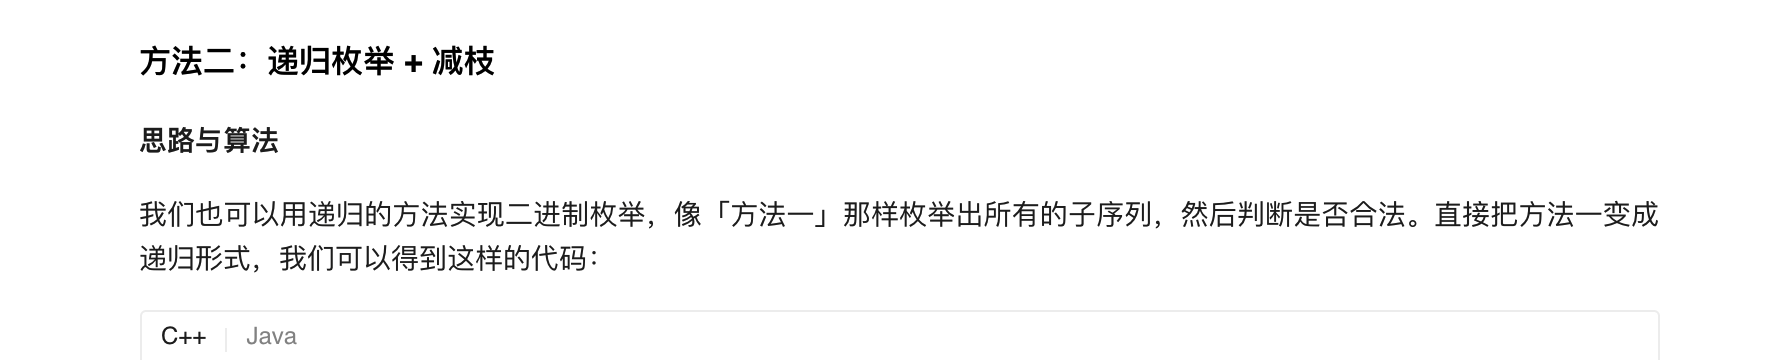 方法二：递归枚举 + 减枝
思路与算法
我们也可以用递归的方法实现二进制枚举，像「方法一」那样枚举出所有的子序列，然后判断是否合法。直接把方法一变成
递归形式，我们可以得到这样的代码：
C++ | Java